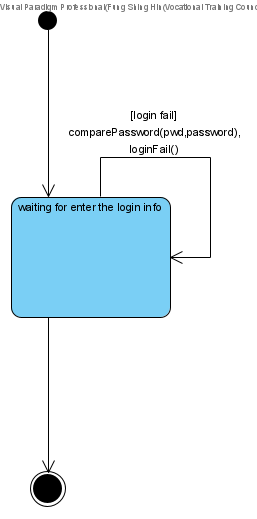 Visual Paradigm Professional(Fung Shing Hin(Vocational Training Counc
[login fail]
comparePassword(pwd,password),
loginFail()
waiting for enter the login info